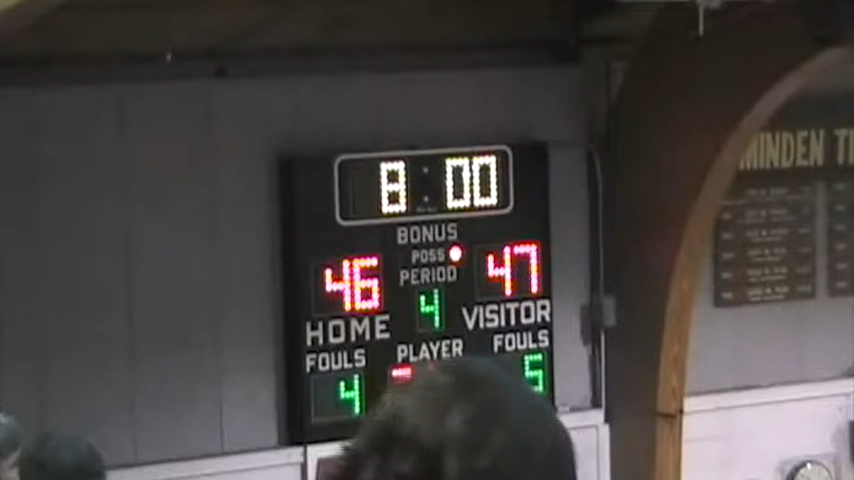 8:00
BONUS
POSS
46 PERIOD 47
HOME 4 VISITOR
FOULS PLAYER FOULS
4 5
MINDEN